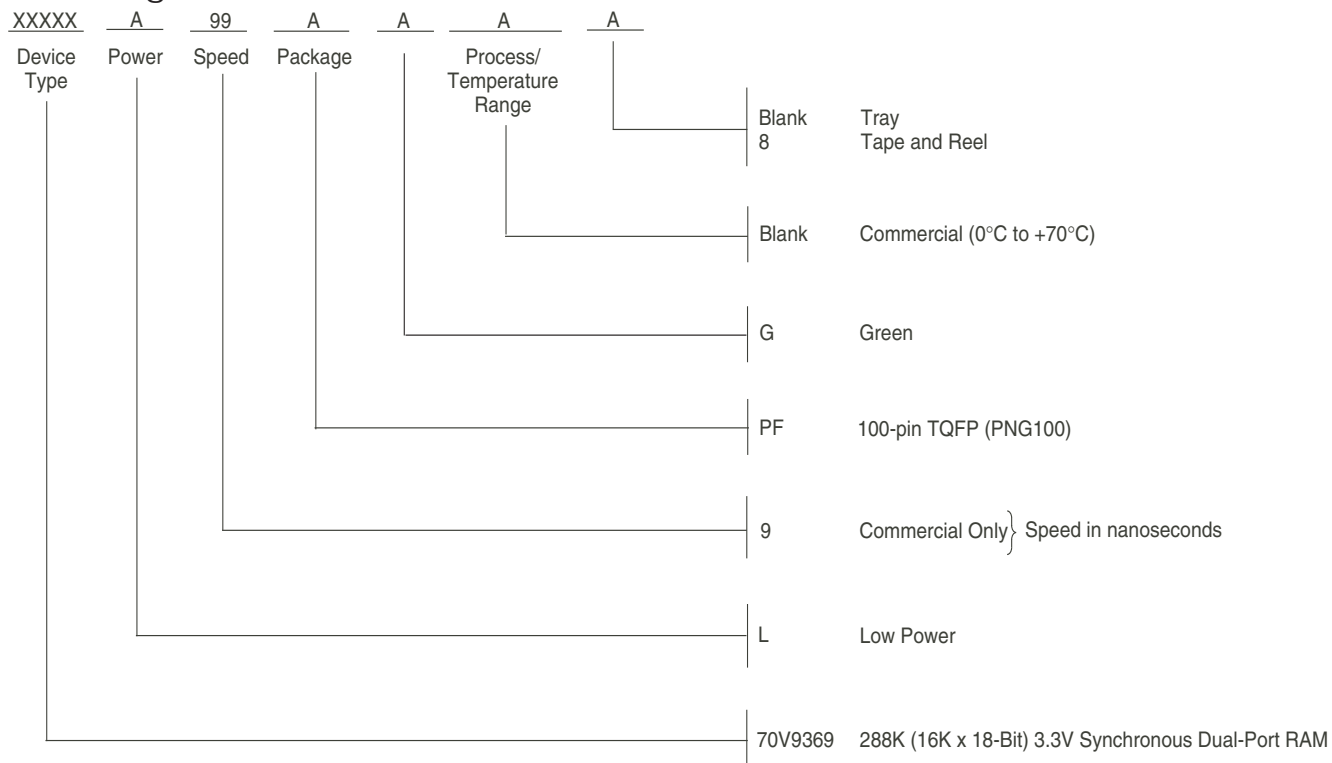 XXXXX A 99 A A A A
Device Type Power Speed Package Process/ Temperature Range
Blank Tray
8 Tape and Reel
Blank Commercial (0°C to +70°C)
G Green
PF 100-pin TQFP (PNG100)
9 Commercial Only} Speed in nanoseconds
L Low Power
70V9369 288K (16K x 18-Bit) 3.3V Synchronous Dual-Port RAM